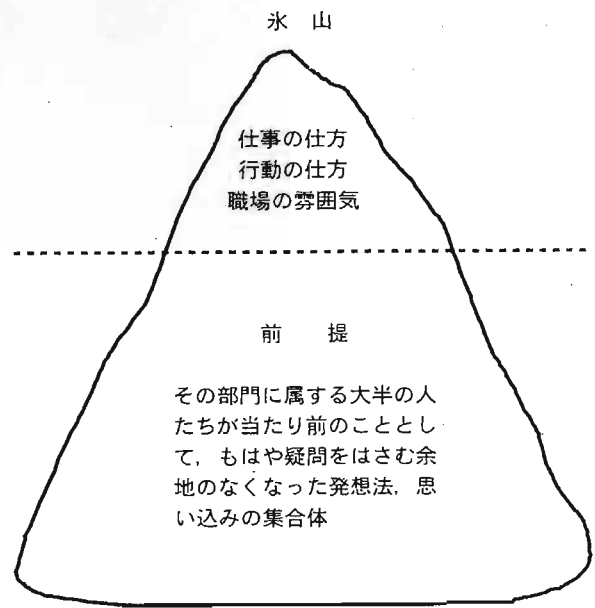 氷 山
仕事の仕方
行動の仕方
職場の雰囲気
前 提
その部門に属する大半の人
たちが当たり前のこととし
て，もはや疑問をはさむ余
地のなくなった発想法，思
い込みの集合体